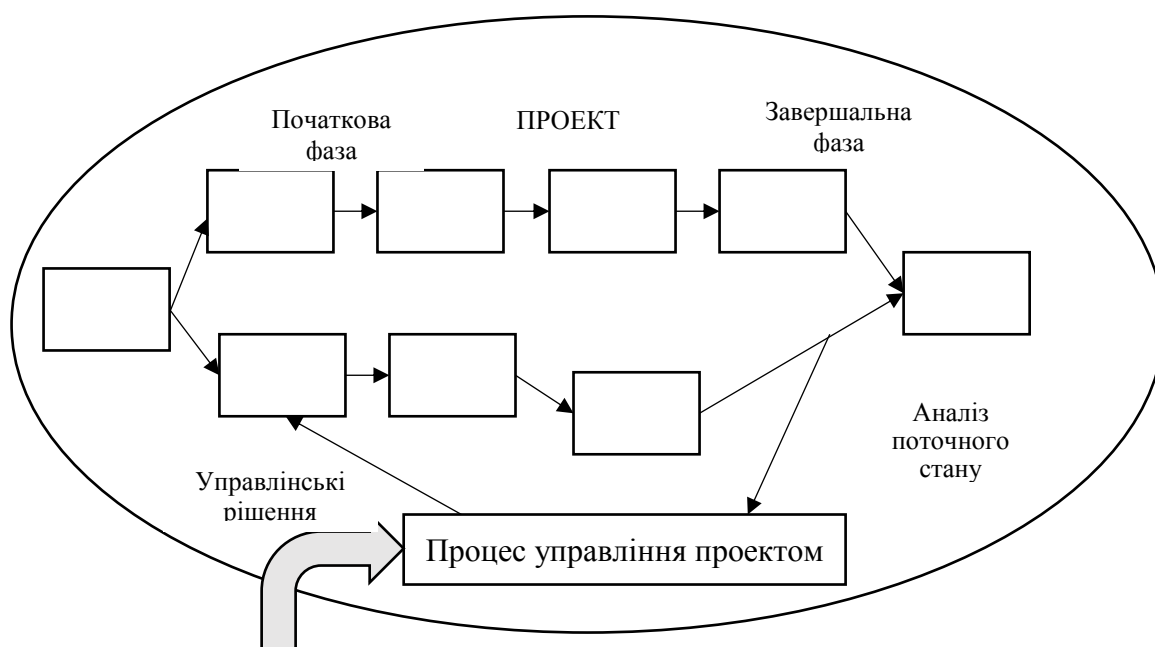 Початкова
фаза
ПРОЕКТ
Завершальна
фаза
Аналіз
поточного
стану
Управлінські
рішення
Процес управління проектом